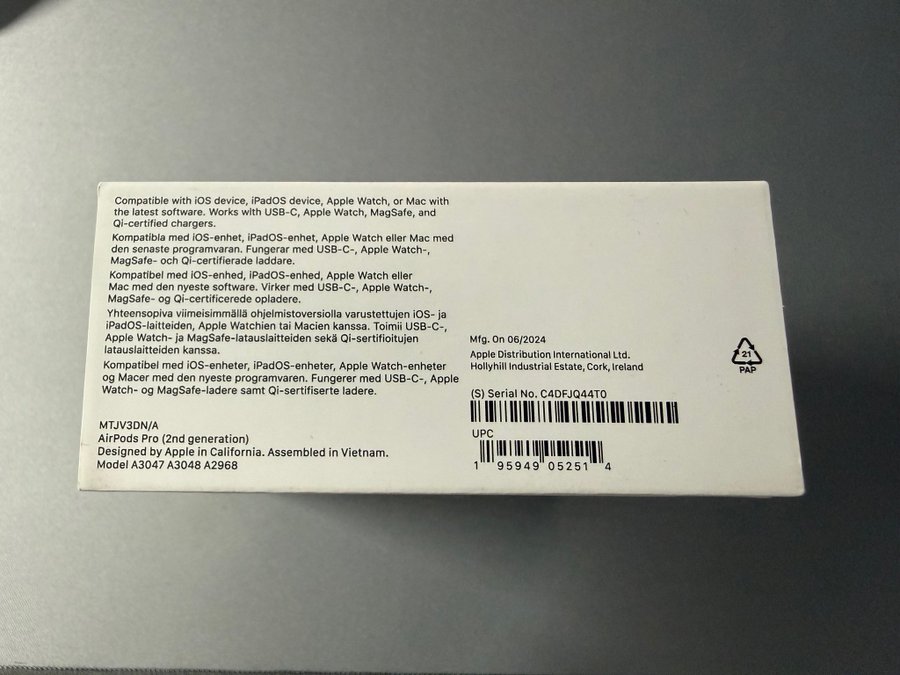 Compatible with iOS device, iPadOS device, Apple Watch, or Mac with
the latest software. Works with USB-C, Apple Watch, MagSafe, and
Qi-certified chargers.
Kompatibla med iOS-enhet, iPadOS-enhet, Apple Watch eller Mac med
den senaste programvaran. Fungerar med USB-C-, Apple Watch-,
MagSafe- och Qi-certifierade laddare.
Kompatibel med iOS-enhed, iPadOS-enhed, Apple Watch eller
Mac med den nyeste software. Virker med USB-C-, Apple Watch-,
MagSafe- og Qi-certificerede opladere.
Yhteensopiva viimeisimmällä ohjelmistoversiolla varustettujen iOS- ja
iPadOS-laitteiden, Apple Watchien tai Macien kanssa. Toimii USB-C-,
Apple Watch- ja MagSafe-latauslaitteiden sekä Qi-sertifioitujen
latauslaitteiden kanssa.
Kompatibel med iOS-enheter, iPadOS-enheter, Apple Watch-enheter
og Macer med den nyeste programvaren. Fungerer med USB-C-, Apple
Watch- og MagSafe-ladere samt Qi-sertifiserte ladere.
MTJV3DN/A
AirPods Pro (2nd generation)
Designed by Apple in California. Assembled in Vietnam.
Model A3047 A3048 A2968
Mfg. On 06/2024
Apple Distribution International Ltd.
Hollyhill Industrial Estate, Cork, Ireland
(S) Serial No. C4DFJQ44T0
UPC
1 95949 05251 4
21
PAP